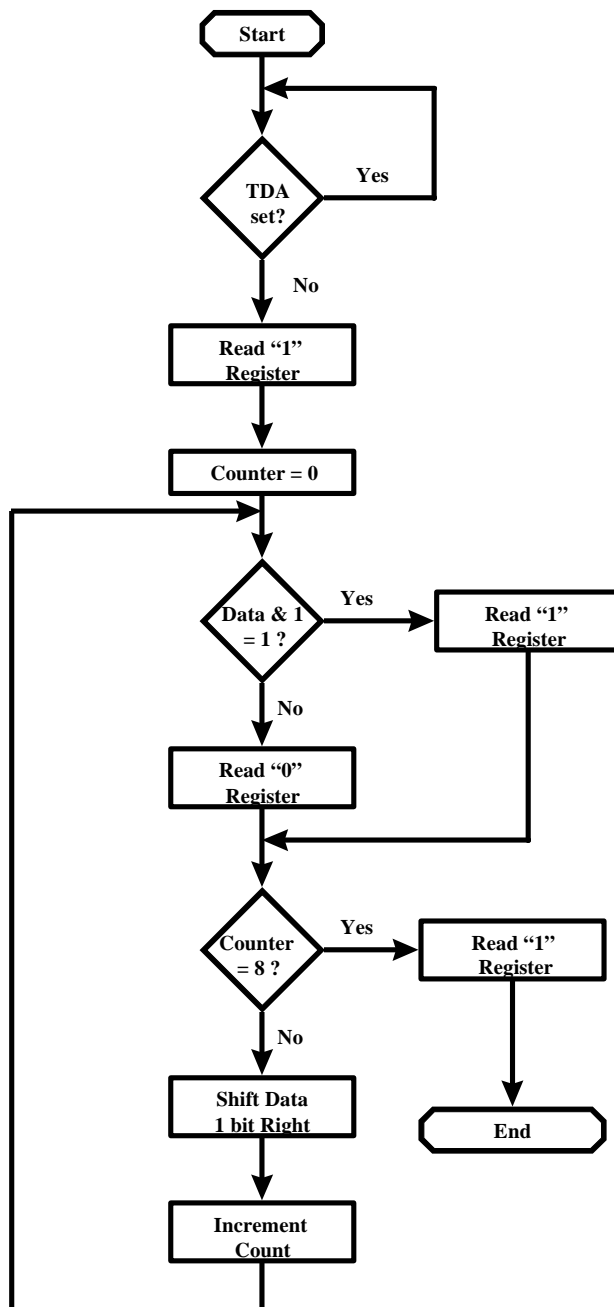 Start
TDA
set?
Yes
No
Read “1”
Register
Counter = 0
Data & 1
= 1 ?
Yes
Read “1”
Register
No
Read “0”
Register
Counter
= 8 ?
Yes
Read “1”
Register
No
Shift Data
1 bit Right
End
Increment
Count